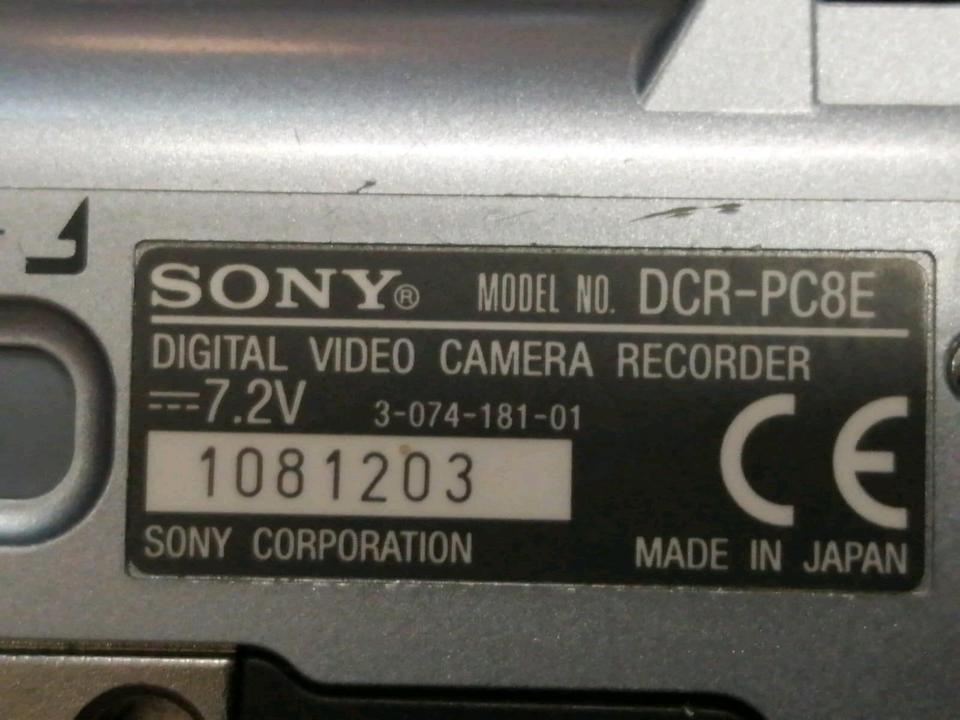 SONY® MODEL NO. DCR-PC8E
DIGITAL VIDEO CAMERA RECORDER
7.2V 3-074-181-01
1081203
CE
SONY CORPORATION MADE IN JAPAN